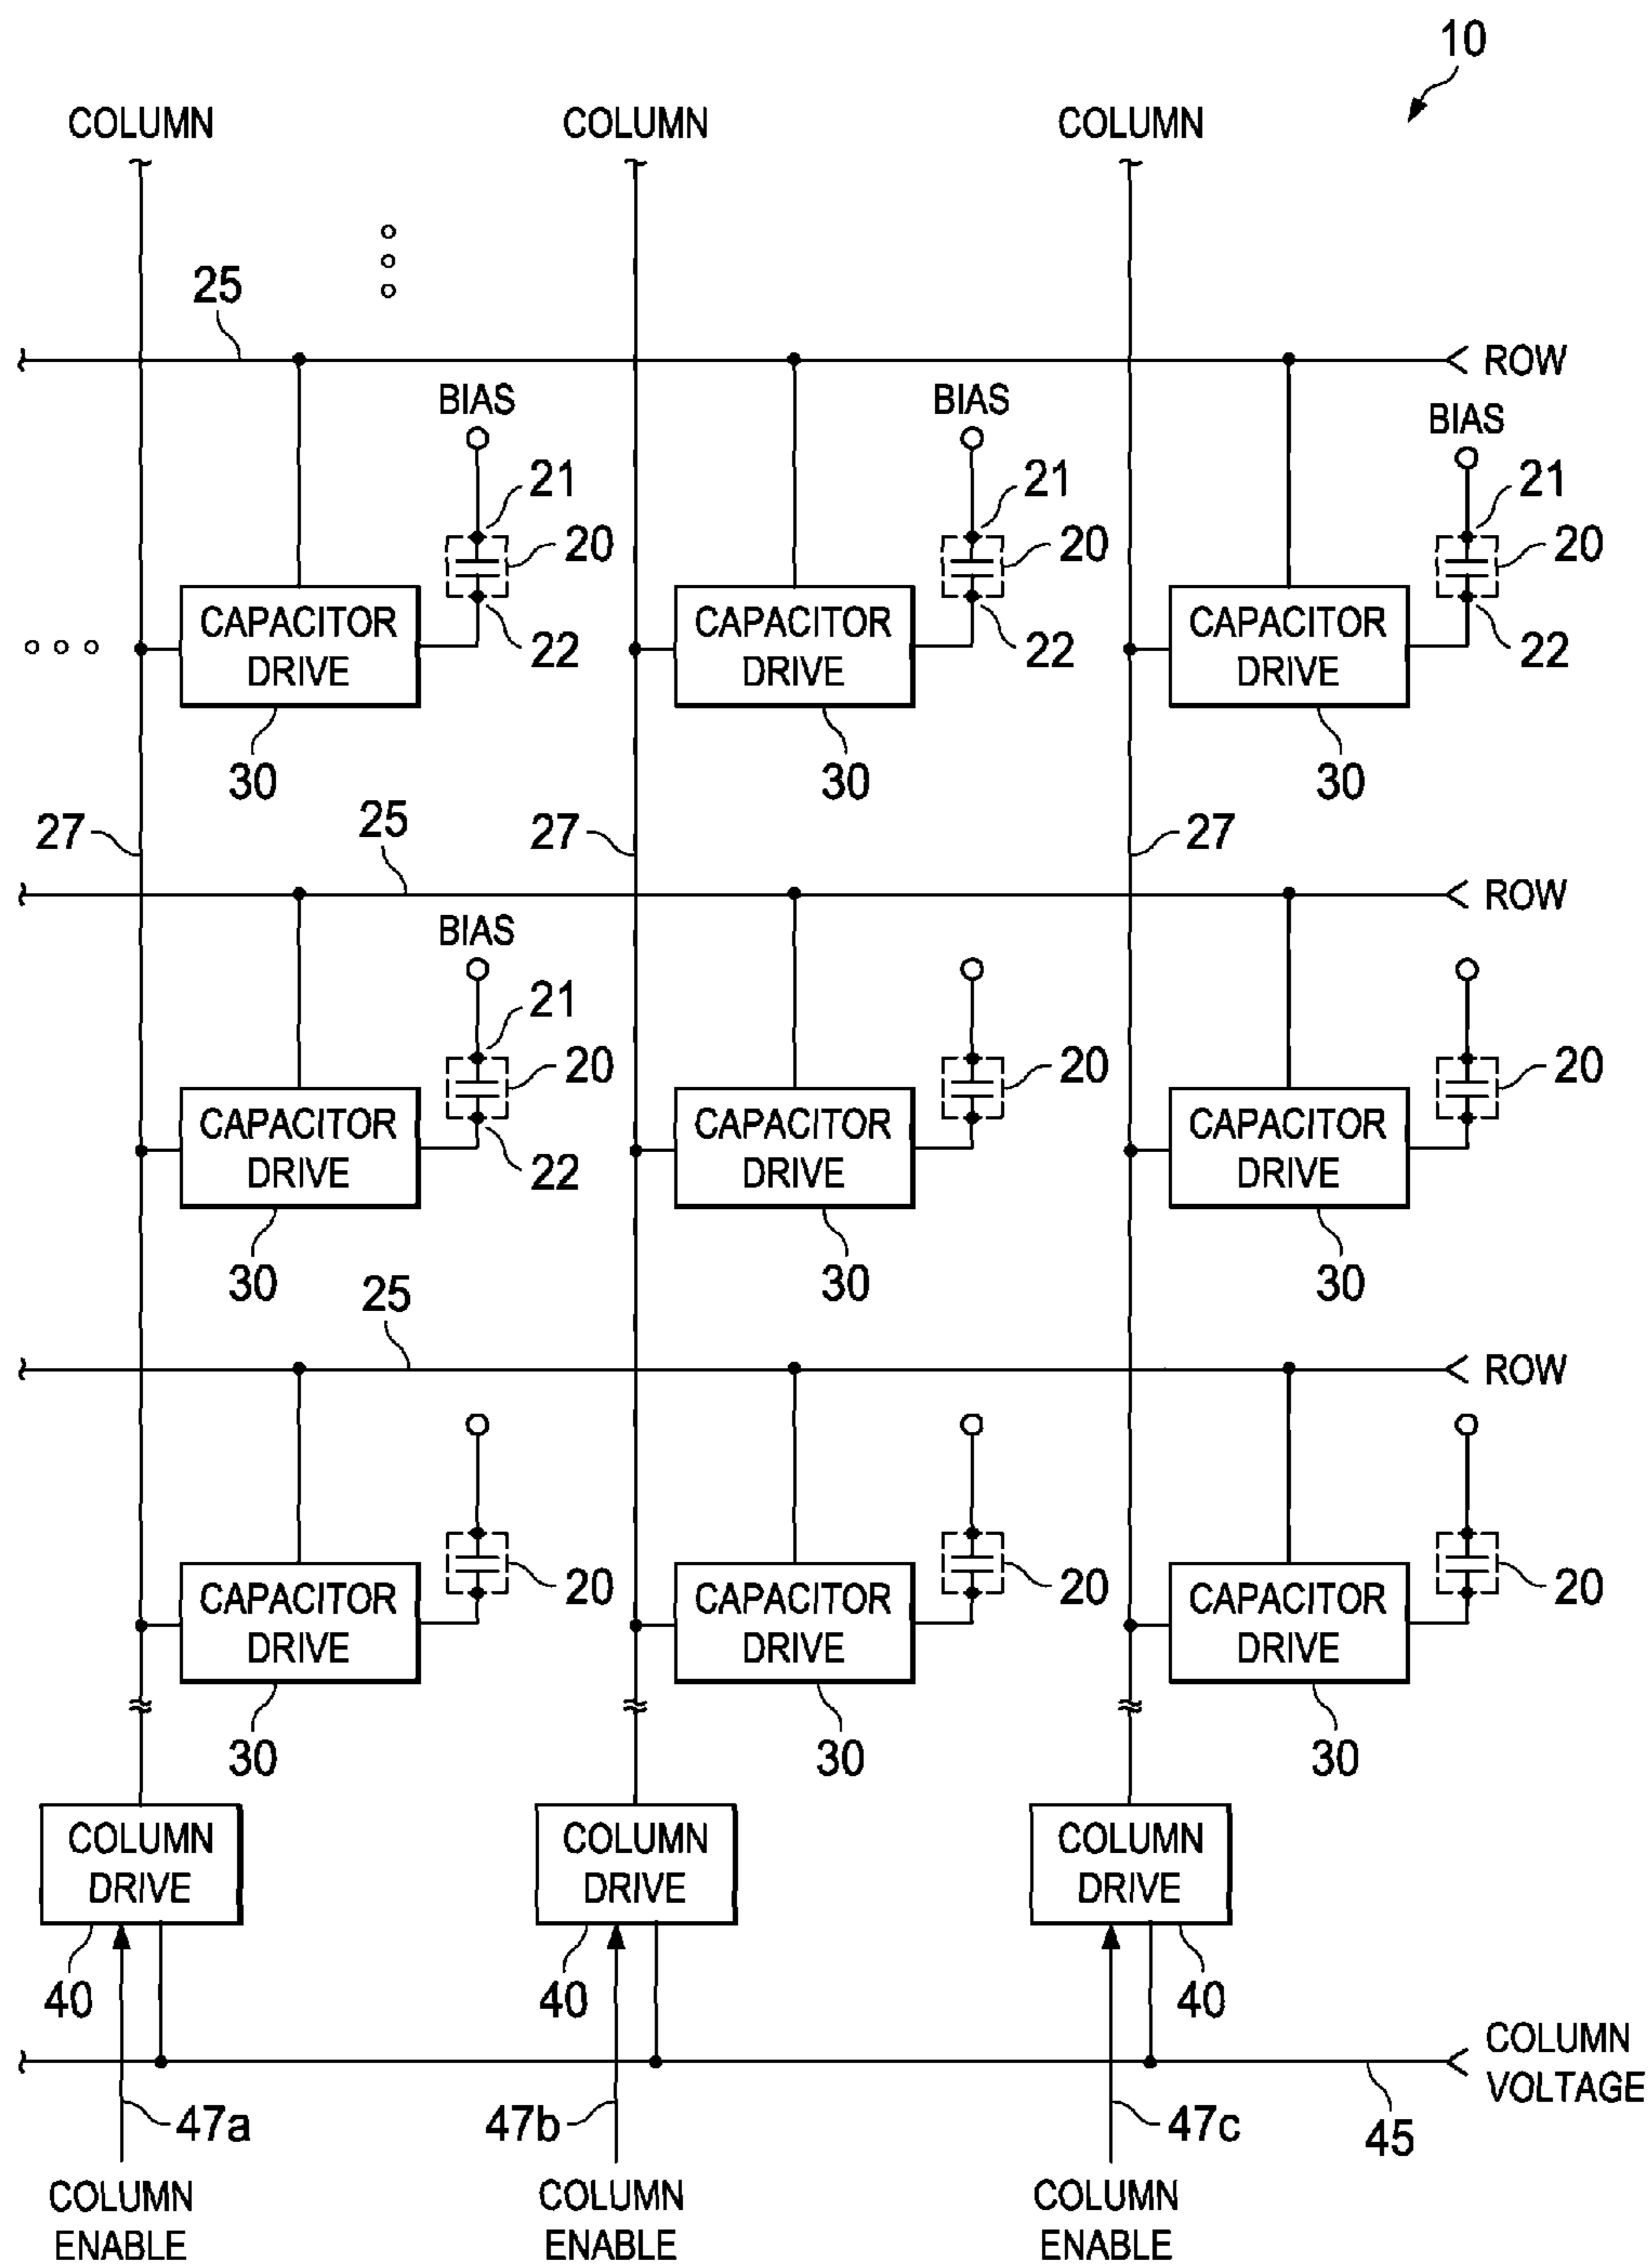 10
COLUMN COLUMN COLUMN
25
ROW
BIAS BIAS BIAS
21 21 21
20 20 20
CAPACITOR DRIVE CAPACITOR DRIVE CAPACITOR DRIVE
22 22 22
30 30 30
27 25 27 27
ROW
BIAS
21
20 20 20
CAPACITOR DRIVE CAPACITOR DRIVE CAPACITOR DRIVE
22
30 30 30
25
ROW
20 20 20
CAPACITOR DRIVE CAPACITOR DRIVE CAPACITOR DRIVE
30 30 30
COLUMN DRIVE COLUMN DRIVE COLUMN DRIVE
40 40 40
COLUMN
VOLTAGE
47a 47b 47c 45
COLUMN COLUMN COLUMN
ENABLE ENABLE ENABLE